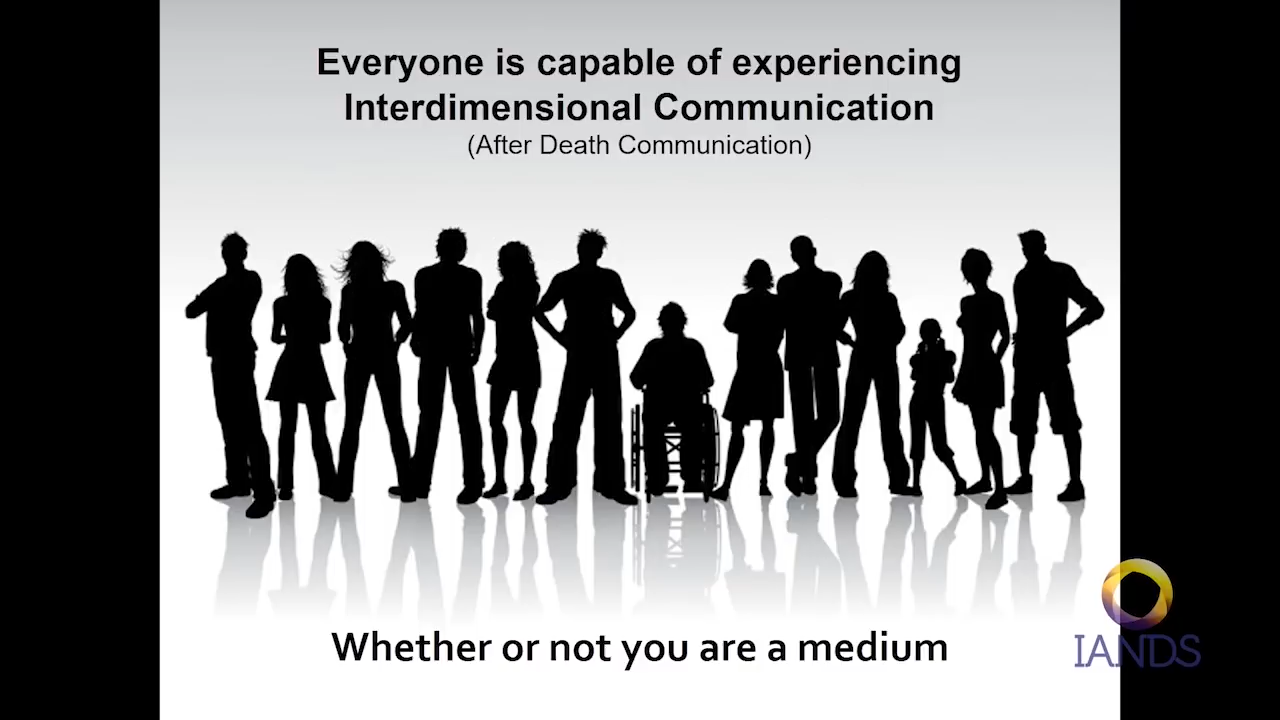 Everyone is capable of experiencing
Interdimensional Communication
(After Death Communication)
Whether or not you are a medium
IANDS